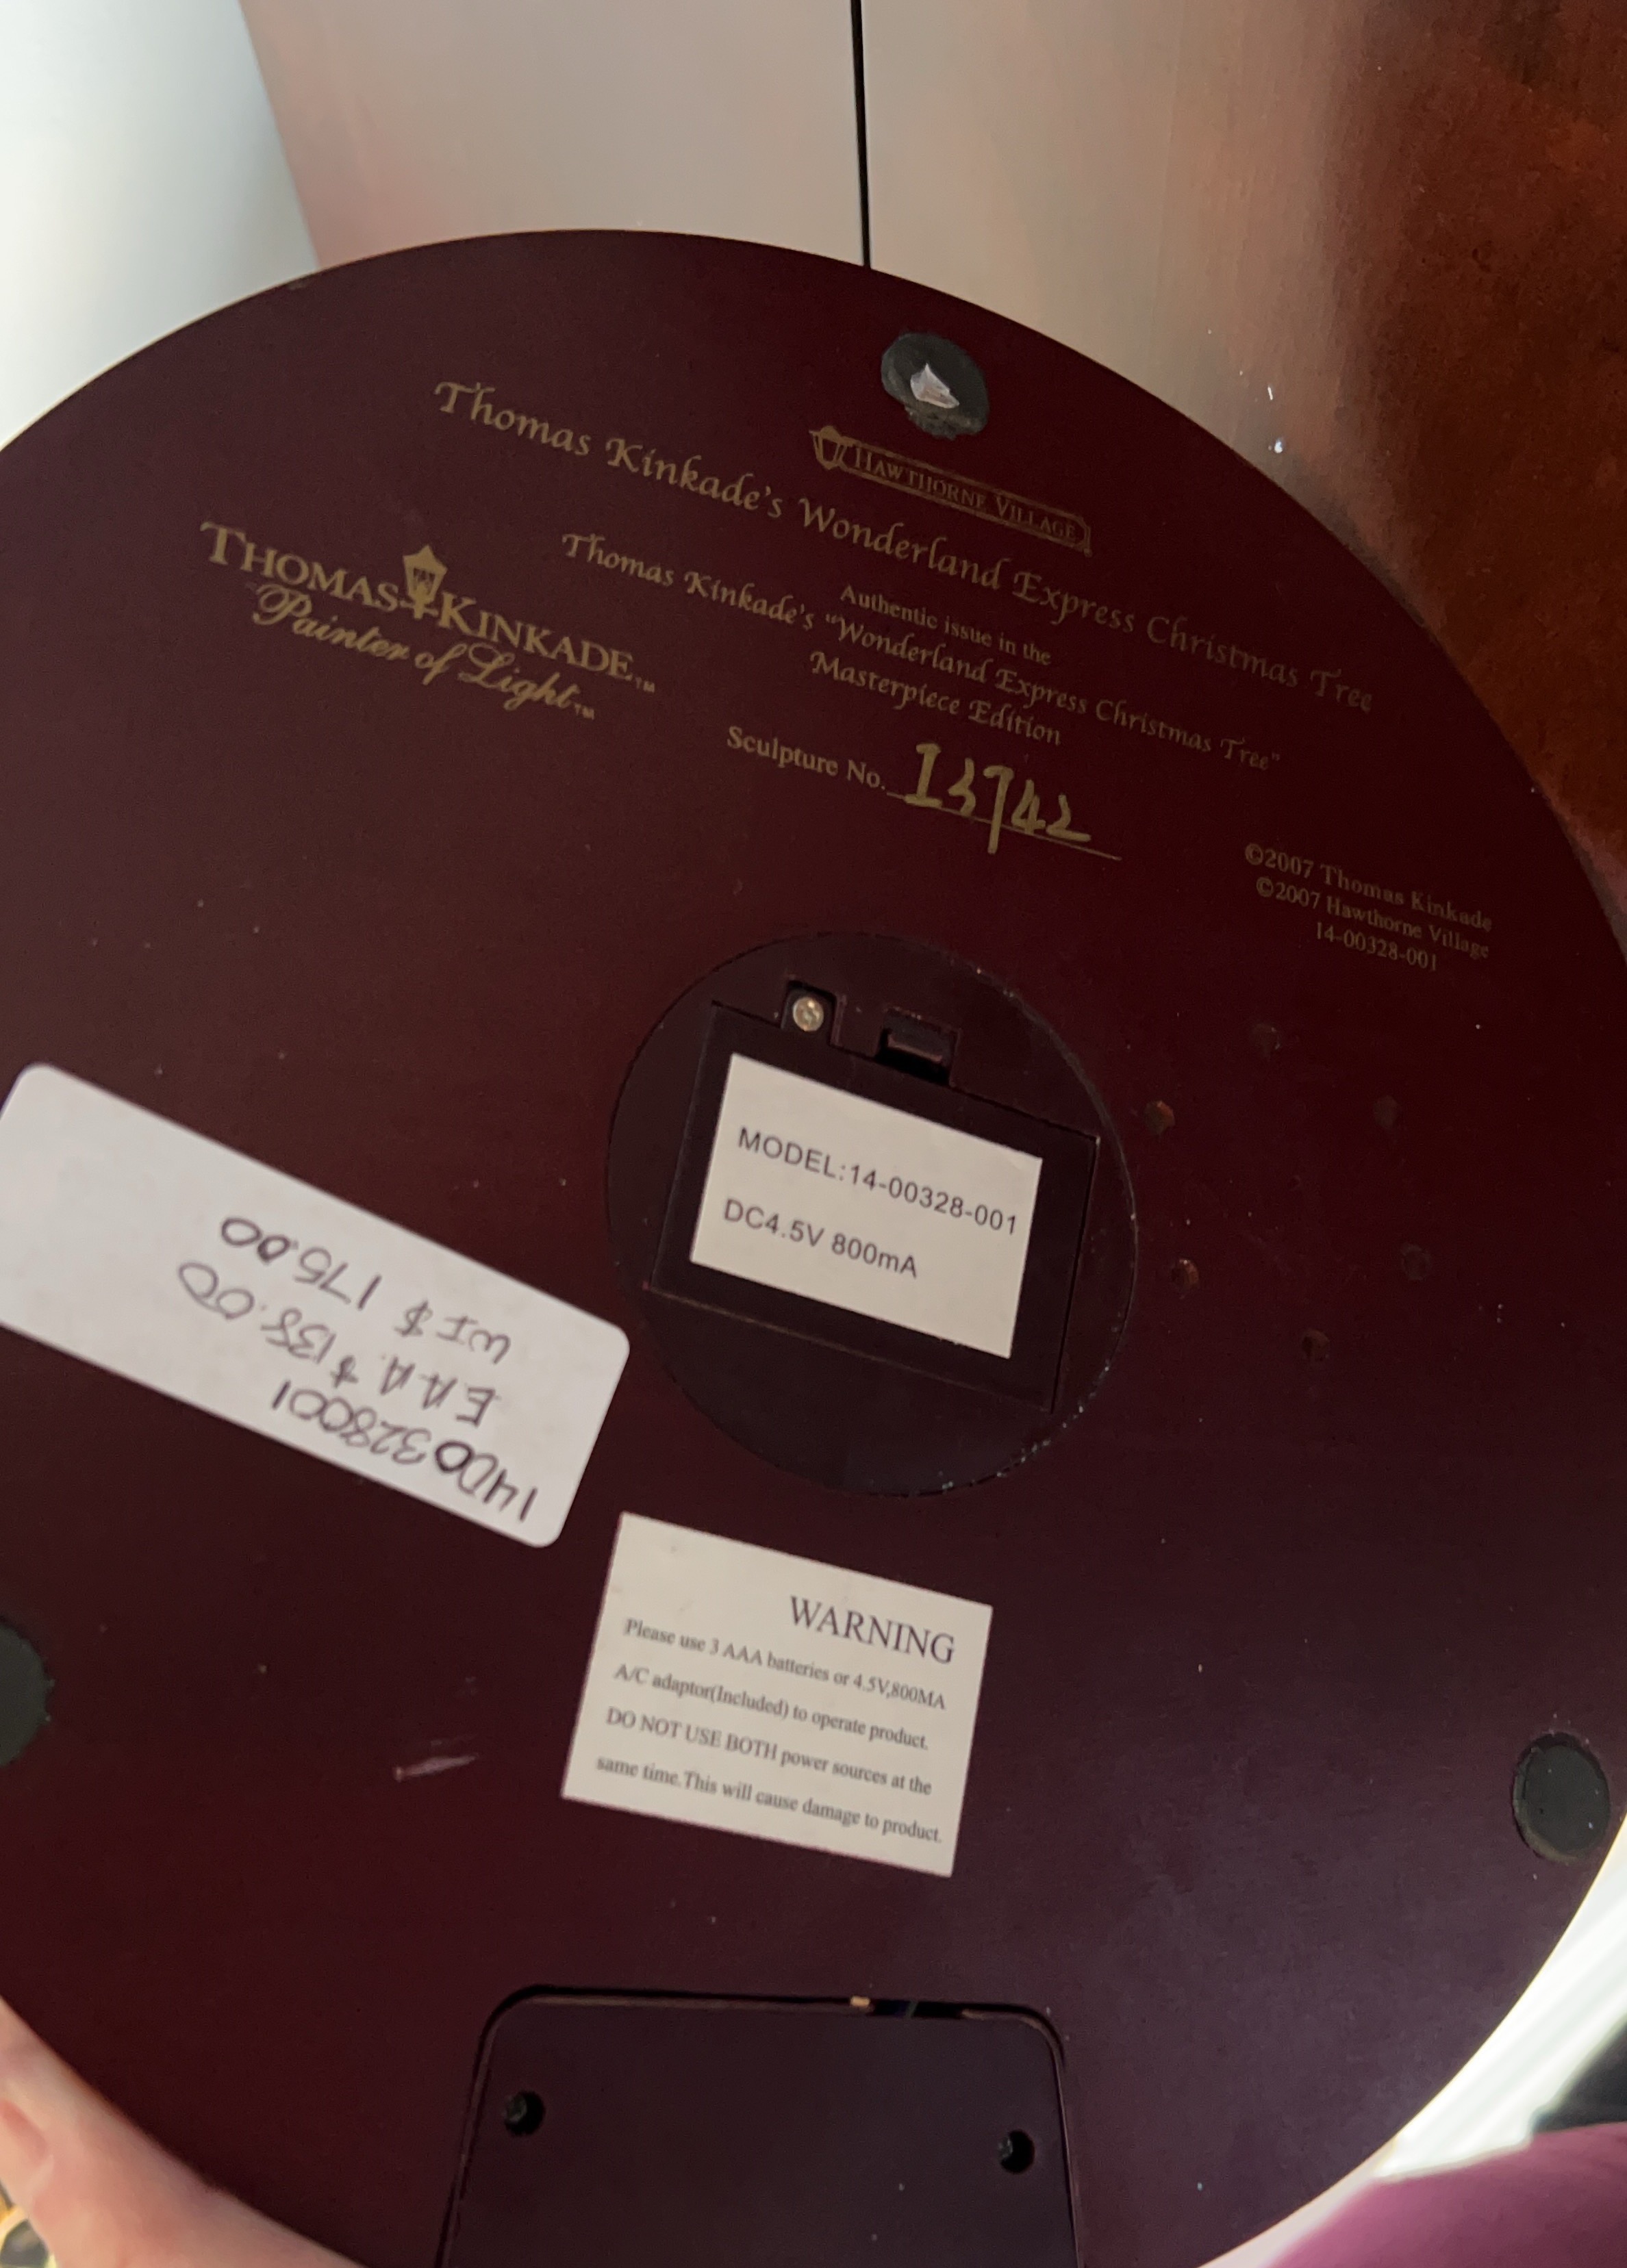 HAWTHORNE VILLAGE
Thomas Kinkade's Wonderland Express Christmas Tree
Authentic issue in the
Thomas Kinkade's "Wonderland Express Christmas Tree"
Masterpiece Edition
Sculpture No. 13742
THOMAS KINKADE™
Painter of Light™
©2007 Thomas Kinkade
©2007 Hawthorne Village
14-00328-001
MODEL:14-00328-001
DC4.5V 800mA
1400328001
EAA $138.00
WI $ 175.00
WARNING
Please use 3 AAA batteries or 4.5V,800MA
A/C adaptor(Included) to operate product.
DO NOT USE BOTH power sources at the
same time.This will cause damage to product.